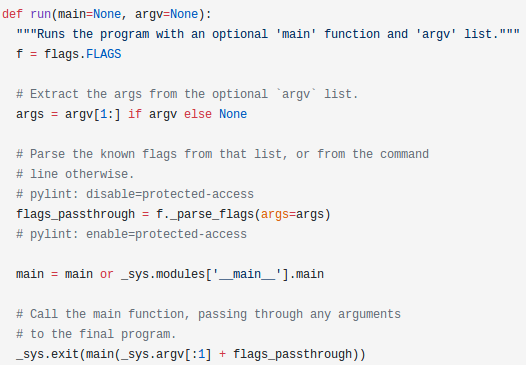 def run(main=None, argv=None):
  """Runs the program with an optional 'main' function and 'argv' list."""
  f = flags.FLAGS

  # Extract the args from the optional `argv` list.
  args = argv[1:] if argv else None

  # Parse the known flags from that list, or from the command
  # line otherwise.
  # pylint: disable=protected-access
  flags_passthrough = f._parse_flags(args=args)
  # pylint: enable=protected-access

  main = main or _sys.modules['__main__'].main

  # Call the main function, passing through any arguments
  # to the final program.
  _sys.exit(main(_sys.argv[:1] + flags_passthrough))